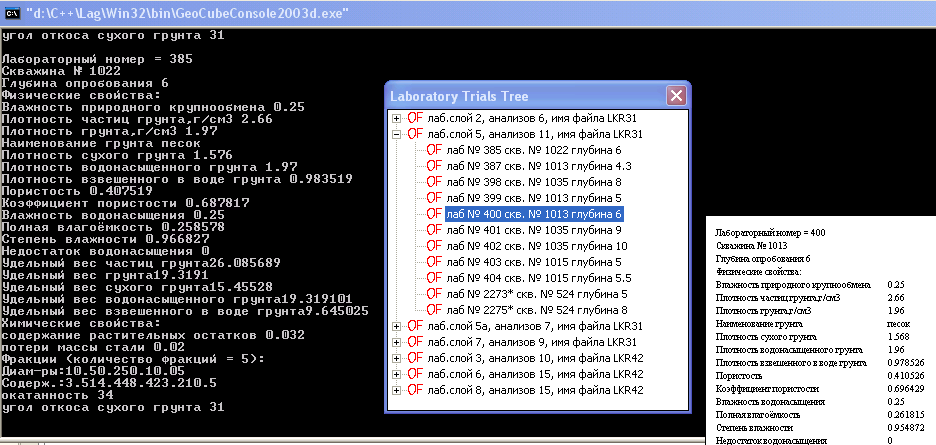 "d:\C++\Lag\Win32\bin\GeoCubeConsole2003d.exe"
угол откоса сухого грунта 31
Лабораторный номер = 385
Скважина № 1022
Глубина опробования 6
Физические свойства:
Влажность природного крупнообмена 0.25
Плотность частиц грунта,г/см3 2.66
Плотность грунта,г/см3 1.97
Наименование грунта песок
Плотность сухого грунта 1.576
Плотность водонасыщенного грунта 1.97
Плотность взвешенного в воде грунта 0.983519
Пористость 0.407519
Коэффициент пористости 0.687817
Влажность водонасыщения 0.25
Полная влагоёмкость 0.258578
Степень влажности 0.966827
Недостаток водонасыщения 0
Удельный вес частиц грунта26.085689
Удельный вес грунта19.3191
Удельный вес сухого грунта15.45528
Удельный вес водонасыщенного грунта19.319101
Удельный вес взвешенного в воде грунта9.645025
Химические свойства:
содержание растительных остатков 0.032
потери массы стали 0.02
Фракции (количество фракций = 5):
Диам-ры:10.50.250.10.05
Содерж.:3.514.448.423.210.5
окатанность 34
угол откоса сухого грунта 31
Laboratory Trials Tree
OF лаб.слой 2, анализов 6, имя файла LKR31
OF лаб.слой 5, анализов 11, имя файла LKR31
OF лаб № 385 скв. № 1022 глубина 6
OF лаб № 387 скв. № 1013 глубина 4.3
OF лаб № 398 скв. № 1035 глубина 8
OF лаб № 399 скв. № 1013 глубина 5
OF лаб № 400 скв. № 1013 глубина 6
OF лаб № 401 скв. № 1035 глубина 9
OF лаб № 402 скв. № 1035 глубина 10
OF лаб № 403 скв. № 1015 глубина 5
OF лаб № 404 скв. № 1015 глубина 5.5
OF лаб № 2273* скв. № 524 глубина 5
OF лаб № 2275* скв. № 524 глубина 8
OF лаб.слой 5а, анализов 7, имя файла LKR31
OF лаб.слой 7, анализов 9, имя файла LKR31
OF лаб.слой 3, анализов 10, имя файла LKR42
OF лаб.слой 6, анализов 15, имя файла LKR42
OF лаб.слой 8, анализов 15, имя файла LKR42
Лабораторный номер = 400
Скважина № 1013
Глубина опробования 6
Физические свойства:
Влажность природного крупнообмена 0.25
Плотность частиц грунта,г/см3 2.66
Плотность грунта,г/см3 1.96
Наименование грунта песок
Плотность сухого грунта 1.568
Плотность водонасыщенного грунта 1.96
Плотность взвешенного в воде грунта 0.978526
Пористость 0.410526
Коэффициент пористости 0.696429
Влажность водонасыщения 0.25
Полная влагоёмкость 0.261815
Степень влажности 0.954872
Недостаток водонасыщения 0